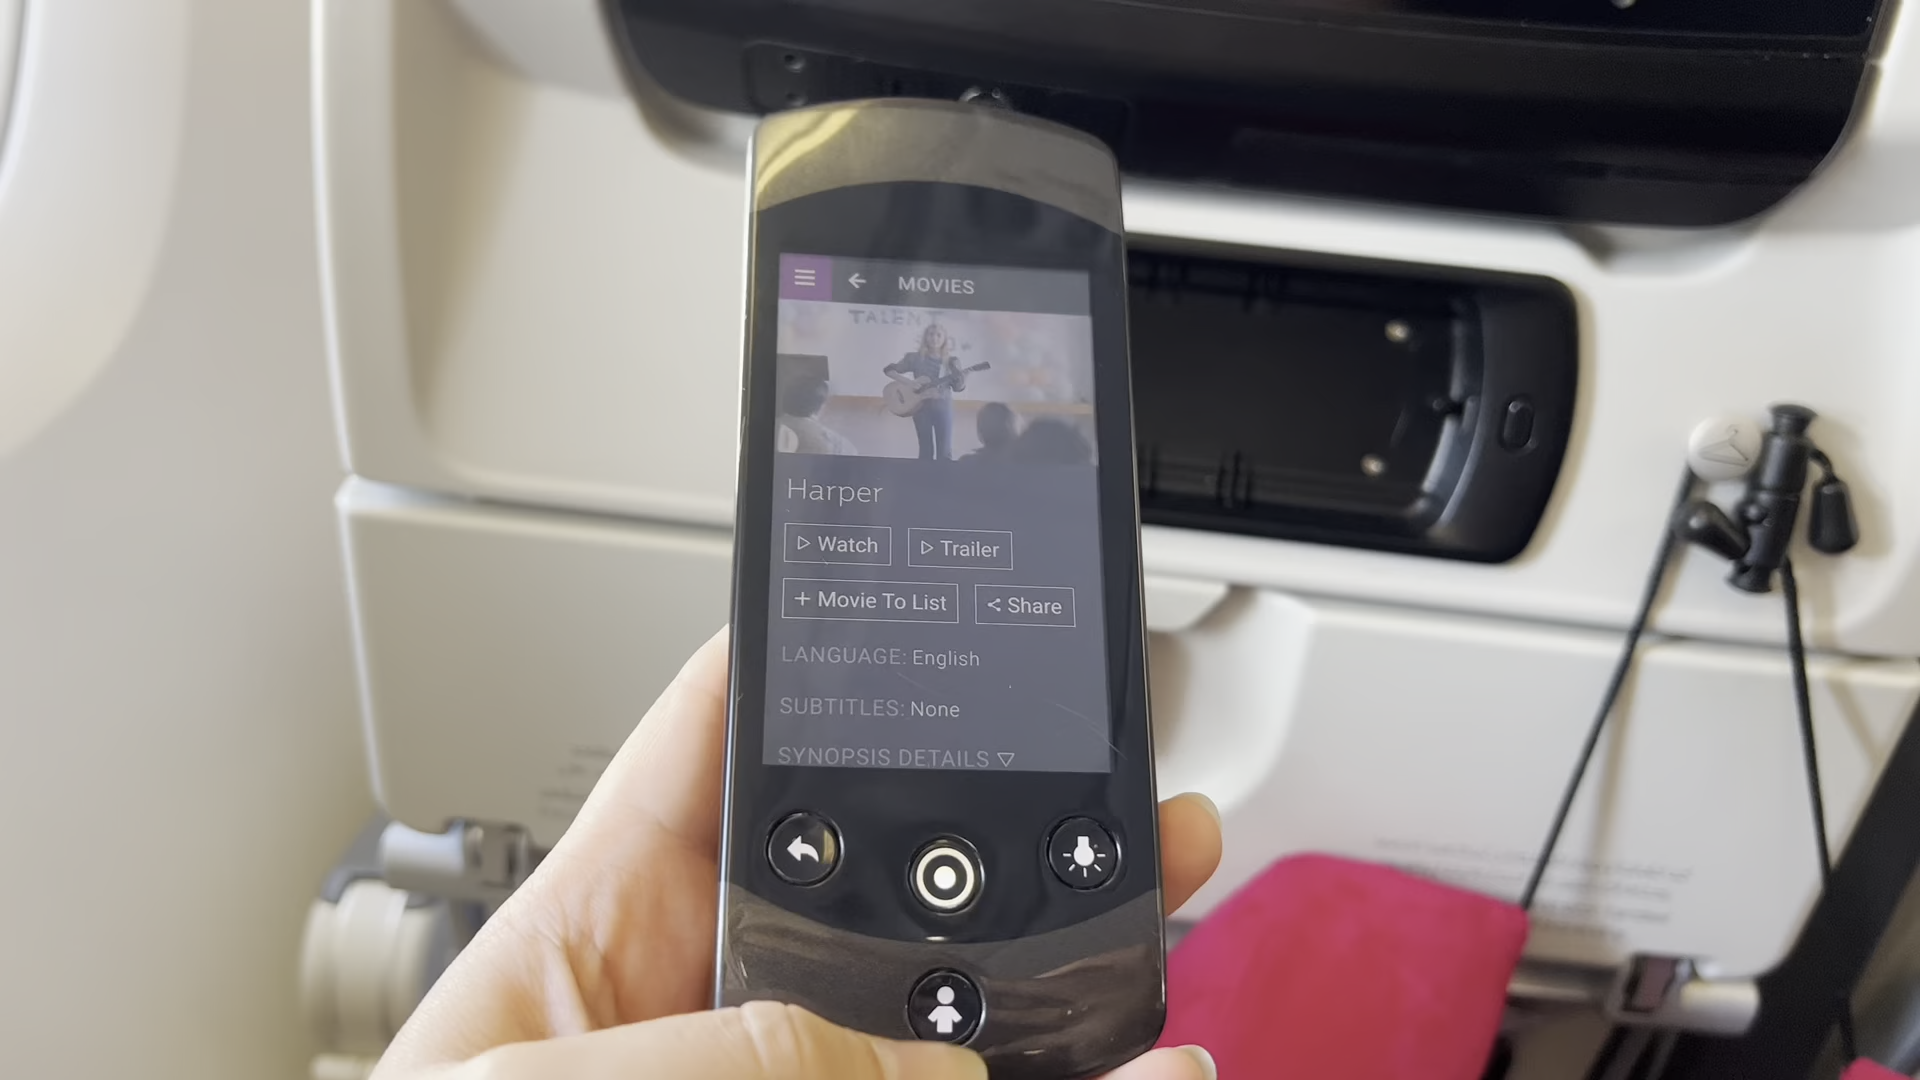 MOVIES
TALENT
Harper
Watch
Trailer
+ Movie To List
Share
LANGUAGE: English
SUBTITLES: None
SYNOPSIS DETAILS